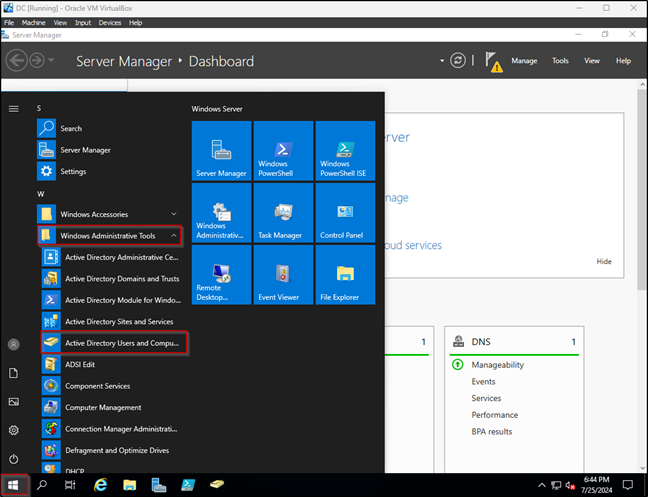 DC [Running] - Oracle VM VirtualBox
File Machine View Input Devices Help
Server Manager
Server Manager Dashboard
Manage Tools View Help
S
Search
Server Manager
Settings
W
Windows Accessories
Windows Administrative Tools
Active Directory Administrative Ce...
Active Directory Domains and Trusts
Active Directory Module for Windo...
Active Directory Sites and Services
Active Directory Users and Compu...
ADSI Edit
Component Services
Computer Management
Connection Manager Administrati...
Defragment and Optimize Drives
DHCP
Windows Server
Server Manager
Windows PowerShell
Windows PowerShell ISE
Windows Administrativ...
Task Manager
Control Panel
Remote Desktop...
Event Viewer
File Explorer
erver
nage
oud services
Hide
1
DNS 1
Manageability
Events
Services
Performance
BPA results
6:44 PM
7/25/2024